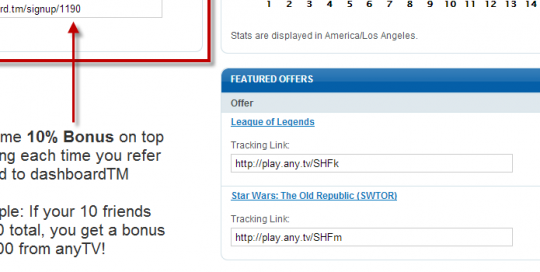 rd.tm/signup/1190
me 10% Bonus on top
ng each time you refer
d to dashboardTM
ple: If your 10 friends
0 total, you get a bonus
00 from anyTV!
1 2 3 4 5 6 7 8 9 10 11 12 13 14
Stats are displayed in America/Los Angeles.
FEATURED OFFERS
Offer
League of Legends
Tracking Link:
http://play.any.tv/SHFk
Star Wars: The Old Republic (SWTOR)
Tracking Link:
http://play.any.tv/SHFm